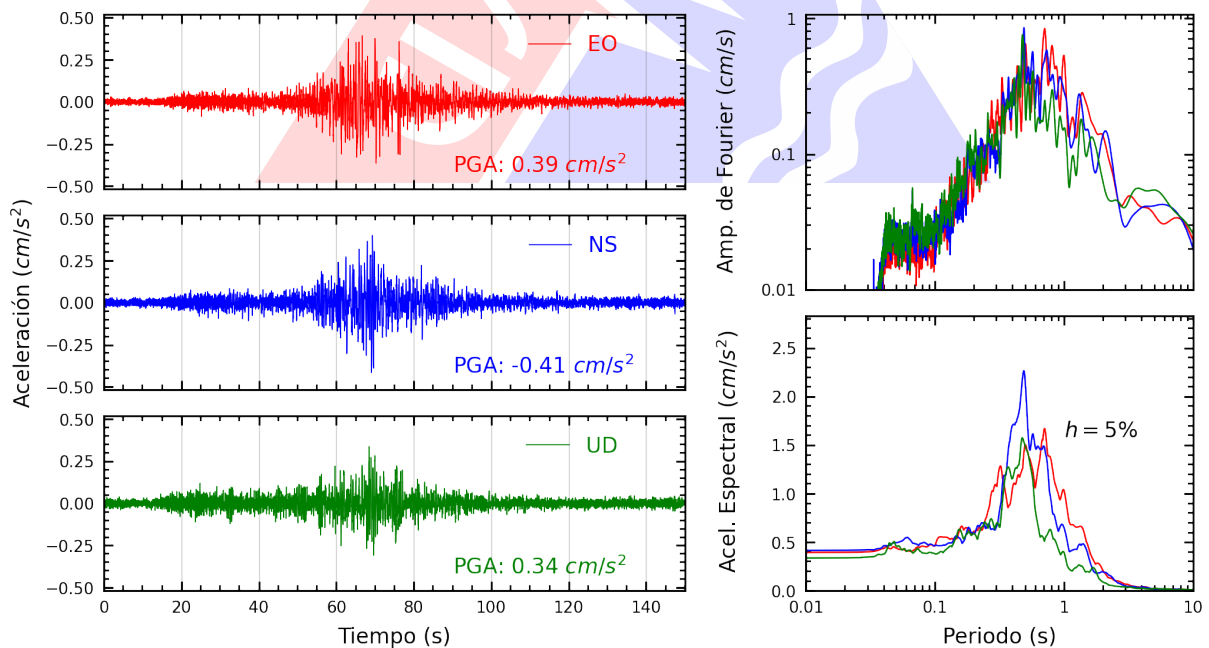 Aceleración (cm/s²)
0.50
0.25
0.00
−0.25
−0.50
EO
PGA: 0.39 cm/s²
0.50
0.25
0.00
−0.25
−0.50
NS
PGA: -0.41 cm/s²
0.50
0.25
0.00
−0.25
−0.50
UD
PGA: 0.34 cm/s²
0 20 40 60 80 100 120 140
Tiempo (s)
Amp. de Fourier (cm/s)
1
0.1
0.01
Acel. Espectral (cm/s²)
2.5
2.0
1.5
1.0
0.5
0.0
h = 5%
0.01 0.1 1 10
Periodo (s)